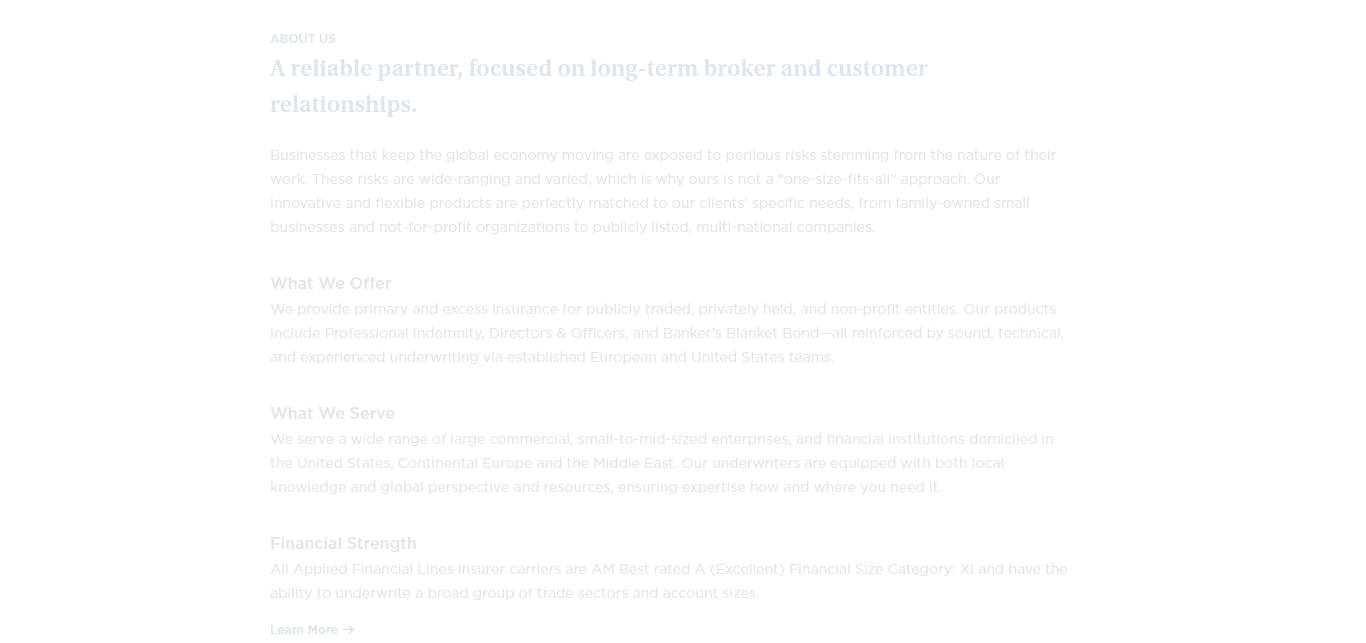 ABOUT US
A reliable partner, focused on long-term broker and customer
relationships.
Businesses that keep the global economy moving are exposed to perilous risks stemming from the nature of their
work. These risks are wide-ranging and varied, which is why ours is not a “one-size-fits-all” approach. Our
innovative and flexible products are perfectly matched to our clients’ specific needs, from family-owned small
businesses and not-for-profit organizations to publicly listed, multi-national companies.
What We Offer
We provide primary and excess insurance for publicly traded, privately held, and non-profit entities. Our products
include Professional Indemnity, Directors & Officers, and Banker’s Blanket Bond—all reinforced by sound, technical,
and experienced underwriting via established European and United States teams.
What We Serve
We serve a wide range of large commercial, small-to-mid-sized enterprises, and financial institutions domiciled in
the United States, Continental Europe and the Middle East. Our underwriters are equipped with both local
knowledge and global perspective and resources, ensuring expertise how and where you need it.
Financial Strength
All Applied Financial Lines insurer carriers are AM Best rated A (Excellent) Financial Size Category: XI and have the
ability to underwrite a broad group of trade sectors and account sizes.
Learn More →